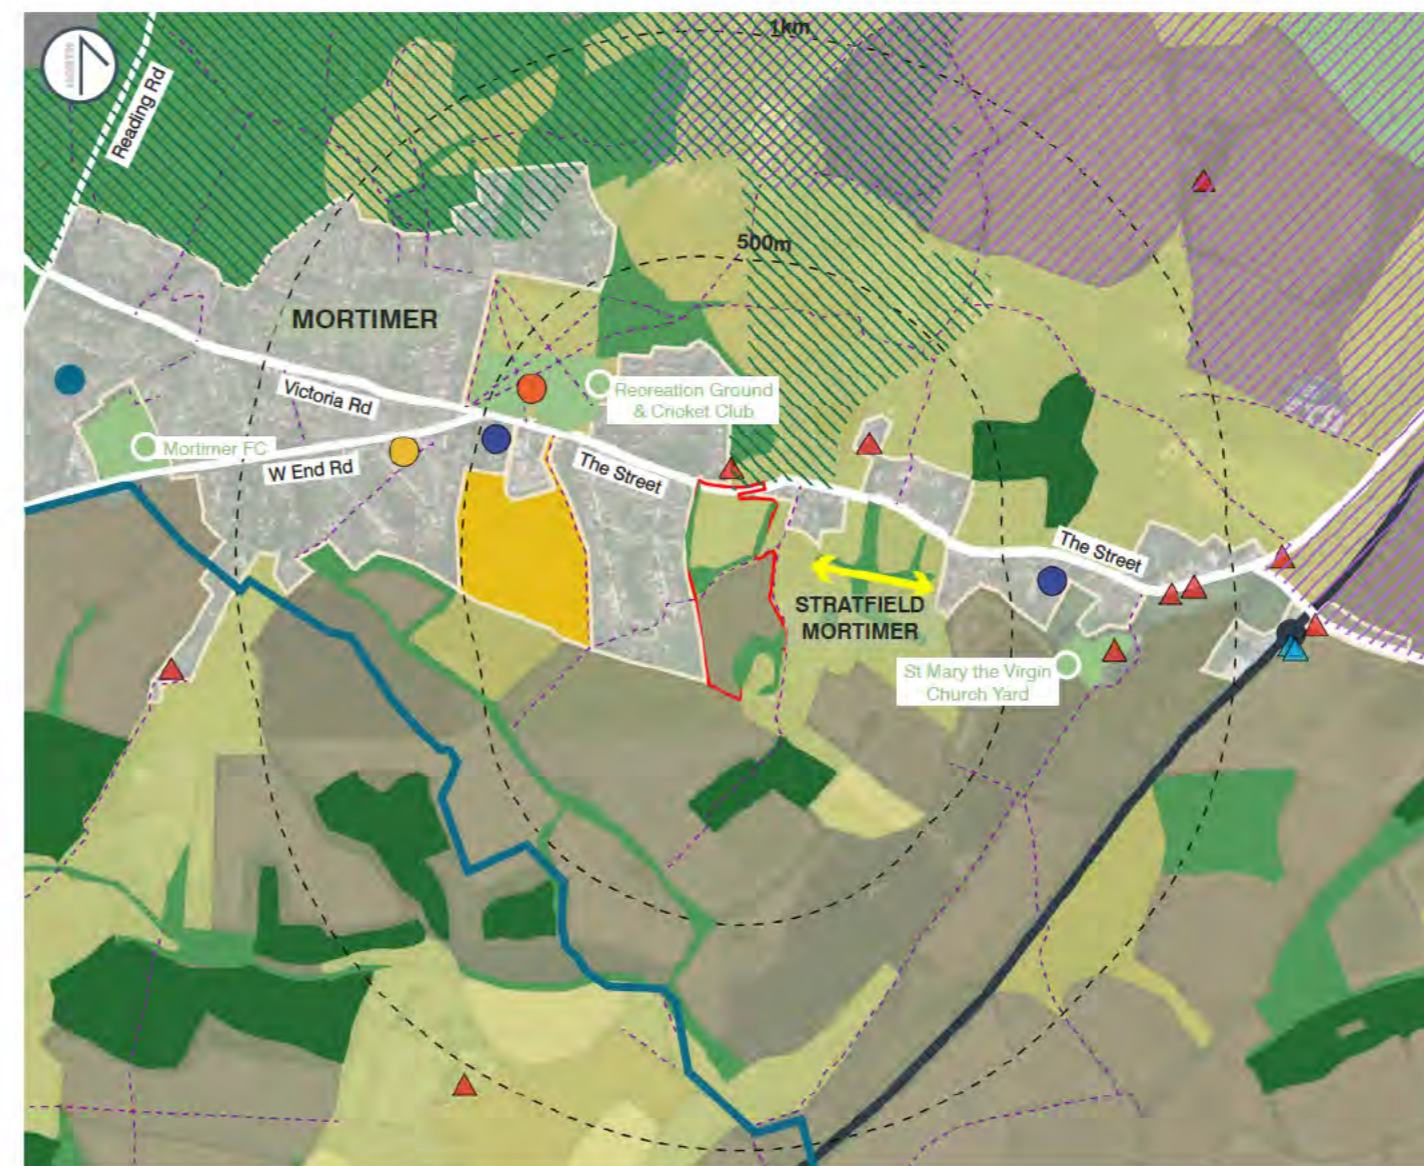 1km
NORTH
Reading Rd
500m
MORTIMER
Victoria Rd
Recreation Ground
& Cricket Club
Mortimer FC
W End Rd
The Street
The Street
STRATFIELD
MORTIMER
St Mary the Virgin
Church Yard